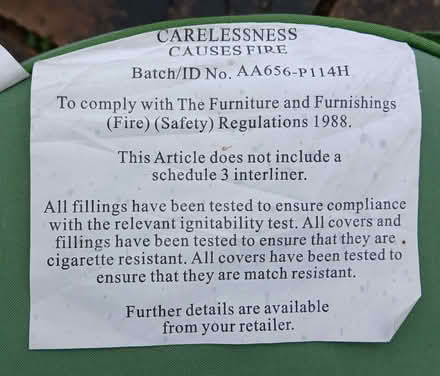 CARELESSNESS
CAUSES FIRE
Batch/ID No. AA656-P114H
To comply with The Furniture and Furnishings
(Fire) (Safety) Regulations 1988.
This Article does not include a
schedule 3 interliner.
All fillings have been tested to ensure compliance
with the relevant ignitability test. All covers and
fillings have been tested to ensure that they are
cigarette resistant. All covers have been tested to
ensure that they are match resistant.
Further details are available
from your retailer.